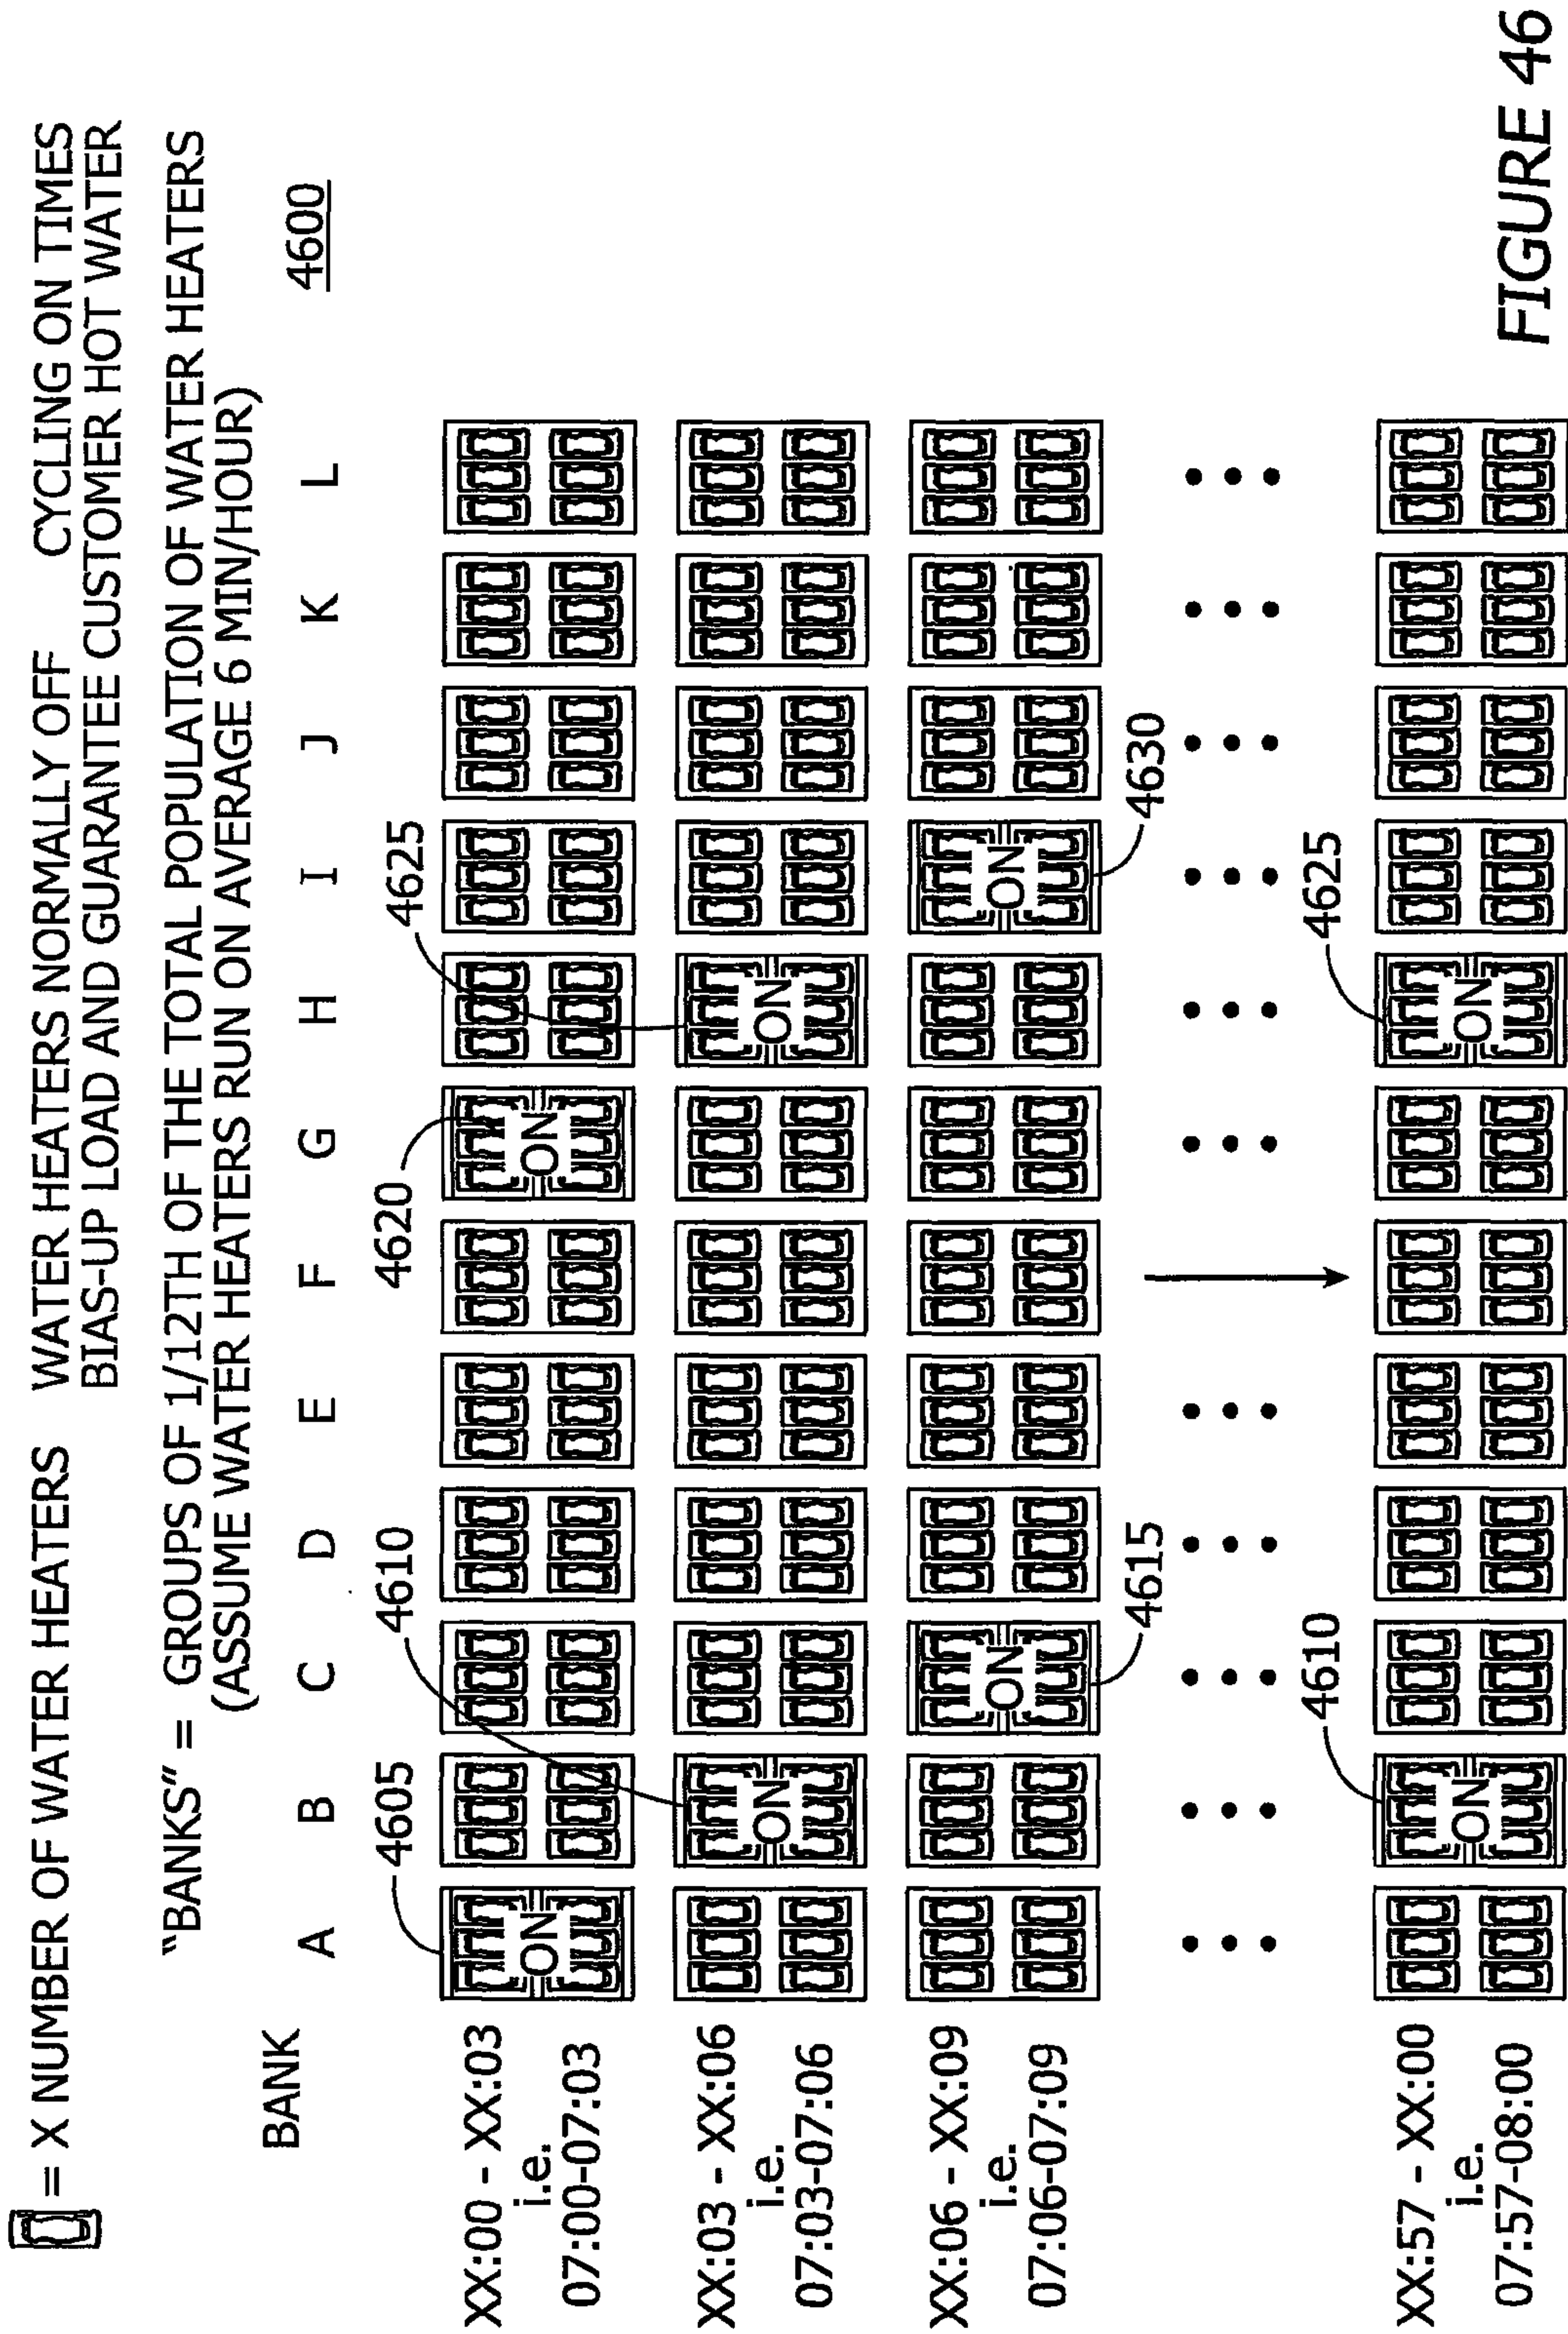 = X NUMBER OF WATER HEATERS WATER HEATERS NORMALLY OFF CYCLING ON TIMES
BIAS-UP LOAD AND GUARANTEE CUSTOMER HOT WATER
"BANKS" = GROUPS OF 1/12TH OF THE TOTAL POPULATION OF WATER HEATERS
(ASSUME WATER HEATERS RUN ON AVERAGE 6 MIN/HOUR)
4600
BANK A B C D E F G H I J K L
4605 4610 4620 4625
XX:00 - XX:03
i.e.
07:00-07:03
ON ON
XX:03 - XX:06
i.e.
07:03-07:06
ON ON
XX:06 - XX:09
i.e.
07:06-07:09
ON ON
4615 4630
4610 4625
XX:57 - XX:00
i.e.
07:57-08:00
ON ON
FIGURE 46